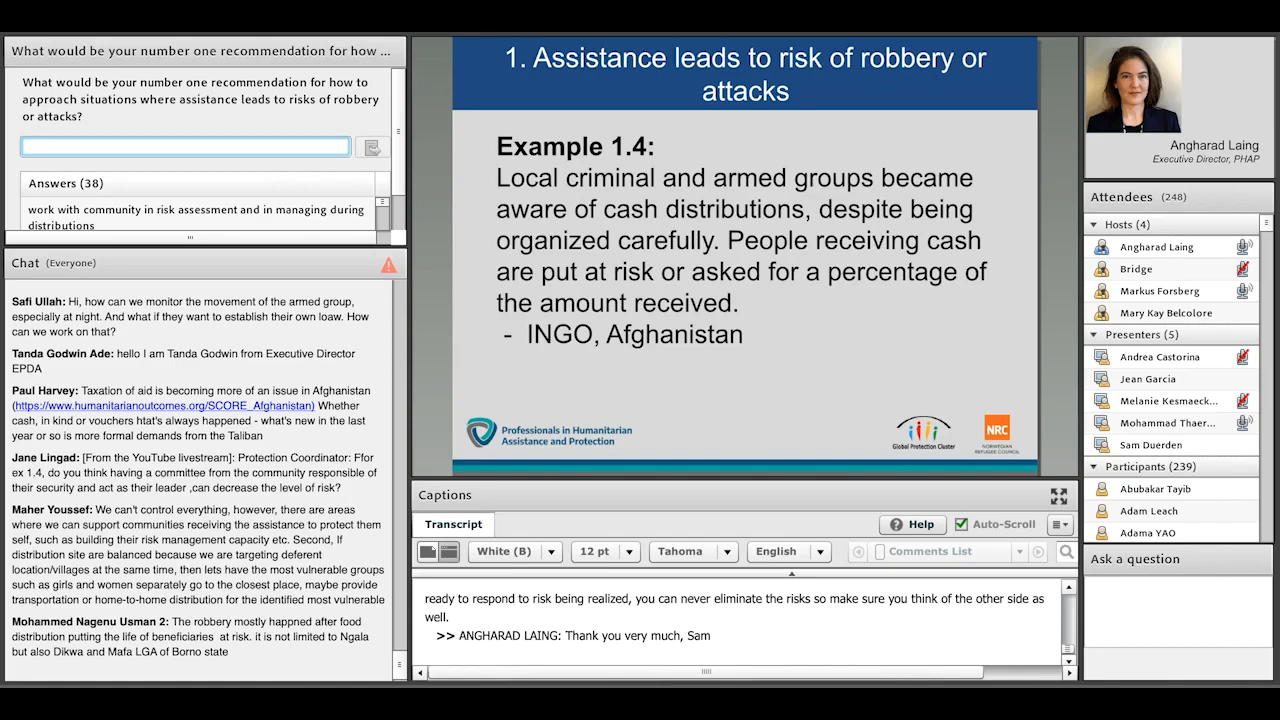 What would be your number one recommendation for how ...
What would be your number one recommendation for how to
approach situations where assistance leads to risks of robbery
or attacks?
Answers (38)
work with community in risk assessment and in managing during
distributions
Chat (Everyone)
Safi Ullah: Hi, how can we monitor the movement of the armed group,
especially at night. And what if they want to establish their own loaw. How
can we work on that?
Tanda Godwin Ade: hello I am Tanda Godwin from Executive Director
EPDA
Paul Harvey: Taxation of aid is becoming more of an issue in Afghanistan
(https://www.humanitarianoutcomes.org/SCORE_Afghanistan) Whether
cash, in kind or vouchers htat's always happened - what's new in the last
year or so is more formal demands from the Taliban
Jane Lingad: [From the YouTube livestream]: Protection Coordinator: Ffor
ex 1.4, do you think having a committee from the community responsible of
their security and act as their leader ,can decrease the level of risk?
Maher Youssef: We can't control everything, however, there are areas
where we can support communities receiving the assistance to protect them
self, such as building their risk management capacity etc. Second, If
distribution site are balanced because we are targeting deferent
location/villages at the same time, then lets have the most vulnerable groups
such as girls and women separately go to the closest place, maybe provide
transportation or home-to-home distribution for the identified most vulnerable
Mohammed Nagenu Usman 2: The robbery mostly happned after food
distribution putting the life of beneficiaries at risk. it is not limited to Ngala
but also Dikwa and Mafa LGA of Borno state
1. Assistance leads to risk of robbery or
attacks
Example 1.4:
Local criminal and armed groups became
aware of cash distributions, despite being
organized carefully. People receiving cash
are put at risk or asked for a percentage of
the amount received.
- INGO, Afghanistan
Professionals in Humanitarian
Assistance and Protection
Global Protection Cluster
NRC
NORWEGIAN
REFUGEE COUNCIL
Captions
Transcript
Help
Auto-Scroll
White (B)
12 pt
Tahoma
English
Comments List
ready to respond to risk being realized, you can never eliminate the risks so make sure you think of the other side as
well.
>> ANGHARAD LAING: Thank you very much, Sam
Angharad Laing
Executive Director, PHAP
Attendees (248)
Hosts (4)
Angharad Laing
Bridge
Markus Forsberg
Mary Kay Belcolore
Presenters (5)
Andrea Castorina
Jean Garcia
Melanie Kesmaeck...
Mohammad Thaer...
Sam Duerden
Participants (239)
Abubakar Tayib
Adam Leach
Adama YAO
Ask a question